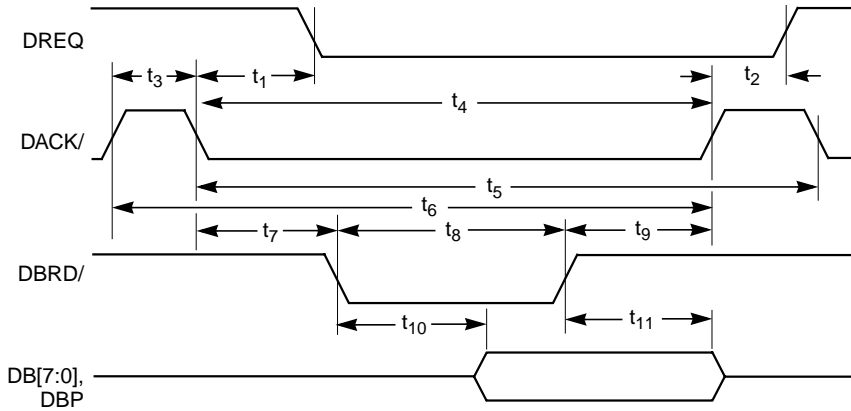 DREQ
t3
t1
t2
t4
DACK/
t5
t6
t7
t8
t9
DBRD/
t10
t11
DB[7:0],
DBP